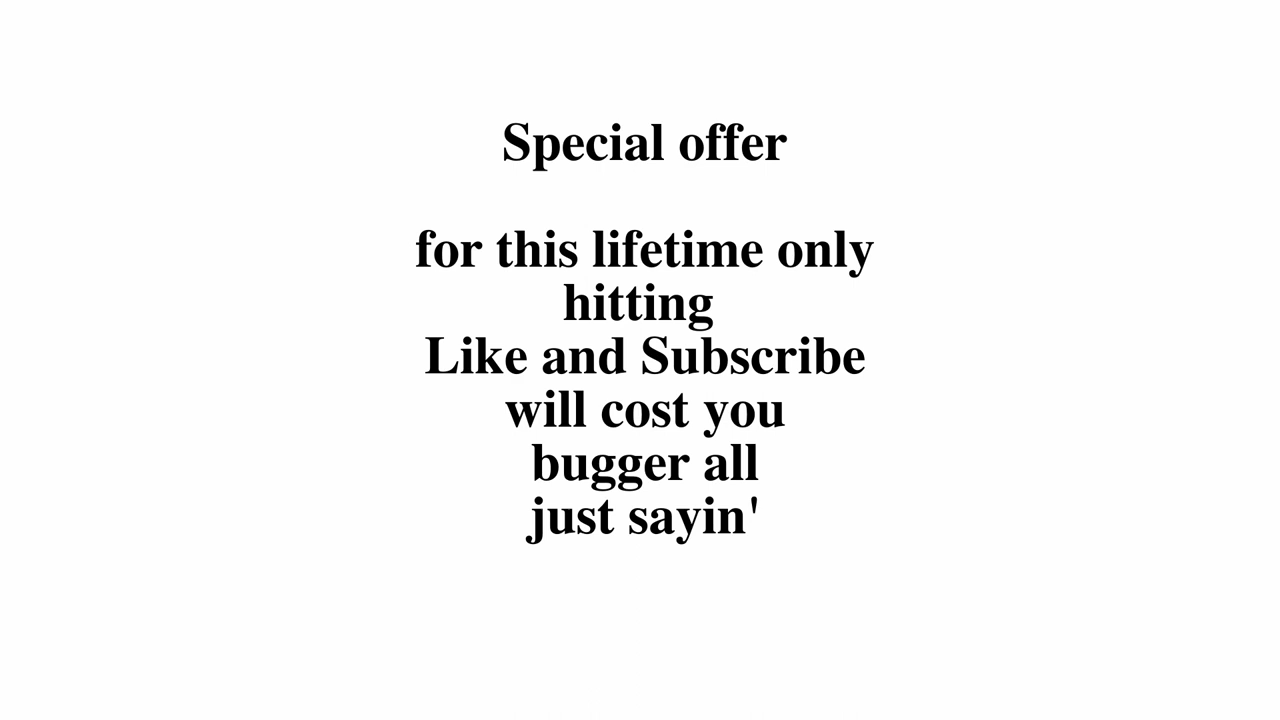 Special offer
for this lifetime only
hitting
Like and Subscribe
will cost you
bugger all
just sayin'